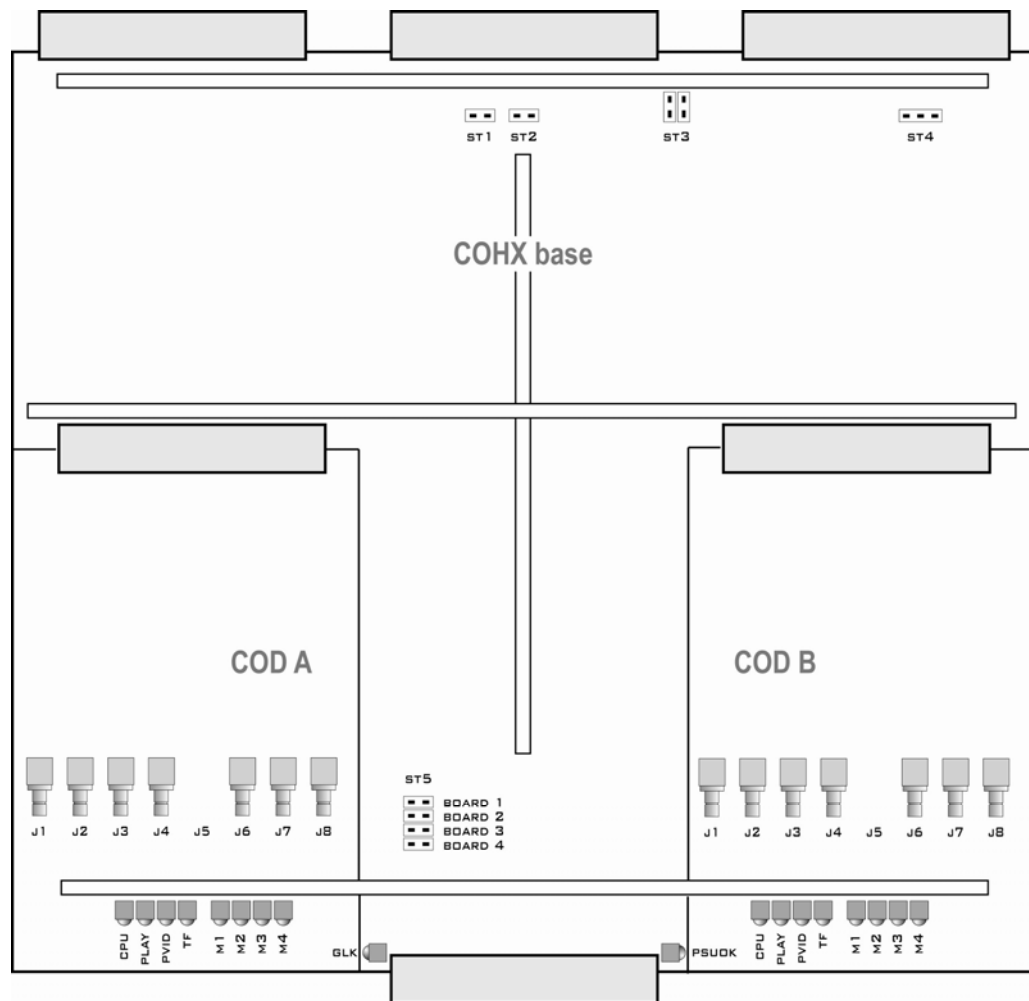 ST1 ST2 ST3 ST4
COHX base
COD A COD B
ST5
BOARD 1
BOARD 2
BOARD 3
BOARD 4
J1 J2 J3 J4 J5 J6 J7 J8
J1 J2 J3 J4 J5 J6 J7 J8
CPU PLAY PVID TF M1 M2 M3 M4
GLK
PSUOK
CPU PLAY PVID TF M1 M2 M3 M4